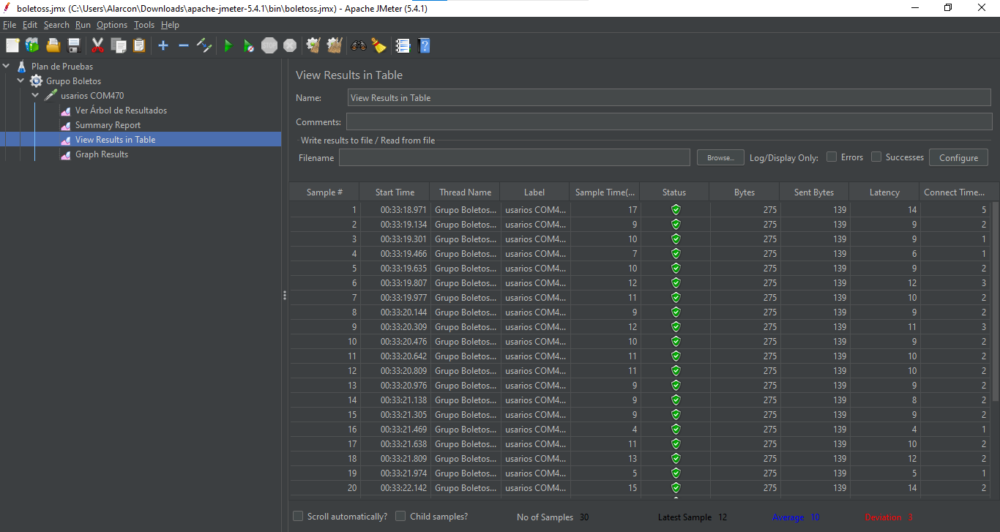 boletoss.jmx (C:\Users\Alarcon\Downloads\apache-jmeter-5.4.1\bin\boletoss.jmx) - Apache JMeter (5.4.1)
File Edit Search Run Options Tools Help
STOP
Plan de Pruebas
Grupo Boletos
usarios COM470
Ver Árbol de Resultados
Summary Report
View Results in Table
Graph Results
View Results in Table
Name: View Results in Table
Comments:
Write results to file / Read from file
Filename Browse... Log/Display Only: Errors Successes Configure
Sample # Start Time Thread Name Label Sample Time(... Status Bytes Sent Bytes Latency Connect Time...
1 00:33:18.971 Grupo Boletos... usarios COM4... 17 275 139 14 5
2 00:33:19.134 Grupo Boletos... usarios COM4... 9 275 139 9 2
3 00:33:19.301 Grupo Boletos... usarios COM4... 10 275 139 9 1
4 00:33:19.466 Grupo Boletos... usarios COM4... 7 275 139 6 1
5 00:33:19.635 Grupo Boletos... usarios COM4... 10 275 139 9 2
6 00:33:19.807 Grupo Boletos... usarios COM4... 12 275 139 12 3
7 00:33:19.977 Grupo Boletos... usarios COM4... 11 275 139 10 2
8 00:33:20.144 Grupo Boletos... usarios COM4... 9 275 139 9 2
9 00:33:20.309 Grupo Boletos... usarios COM4... 12 275 139 11 3
10 00:33:20.476 Grupo Boletos... usarios COM4... 10 275 139 9 2
11 00:33:20.642 Grupo Boletos... usarios COM4... 11 275 139 10 2
12 00:33:20.809 Grupo Boletos... usarios COM4... 11 275 139 10 2
13 00:33:20.976 Grupo Boletos... usarios COM4... 9 275 139 9 2
14 00:33:21.138 Grupo Boletos... usarios COM4... 9 275 139 8 2
15 00:33:21.305 Grupo Boletos... usarios COM4... 9 275 139 9 2
16 00:33:21.469 Grupo Boletos... usarios COM4... 4 275 139 4 1
17 00:33:21.638 Grupo Boletos... usarios COM4... 11 275 139 10 2
18 00:33:21.809 Grupo Boletos... usarios COM4... 13 275 139 12 2
19 00:33:21.974 Grupo Boletos... usarios COM4... 5 275 139 5 1
20 00:33:22.142 Grupo Boletos... usarios COM4... 15 275 139 14 2
Scroll automatically? Child samples? No of Samples 30 Latest Sample 12 Average 10 Deviation 3